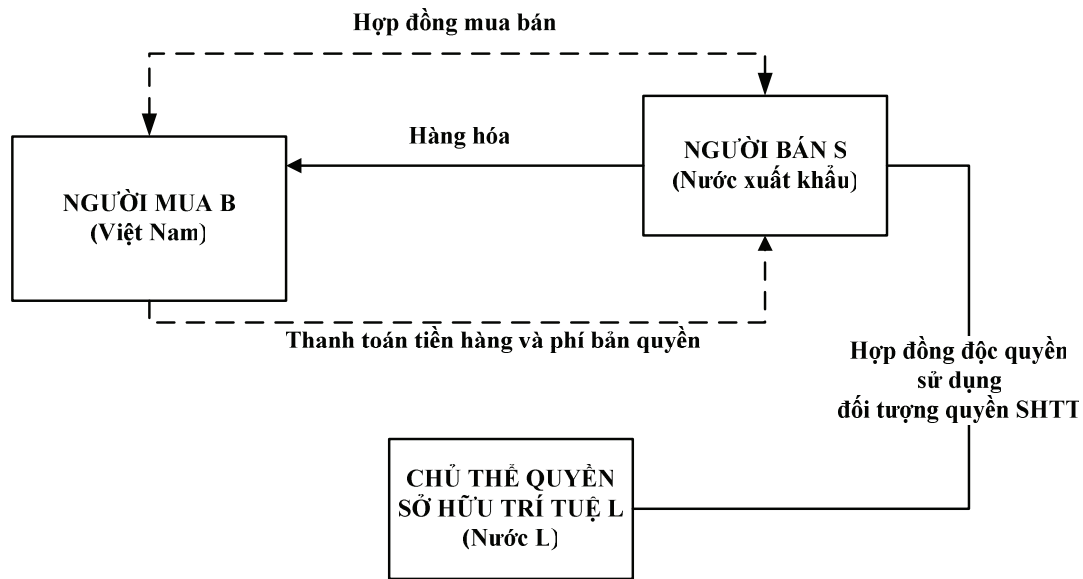 Hợp đồng mua bán
Hàng hóa
NGƯỜI BÁN S
(Nước xuất khẩu)
NGƯỜI MUA B
(Việt Nam)
Thanh toán tiền hàng và phí bản quyền
Hợp đồng độc quyền
sử dụng
đối tượng quyền SHTT
CHỦ THỂ QUYỀN
SỞ HỮU TRÍ TUỆ L
(Nước L)